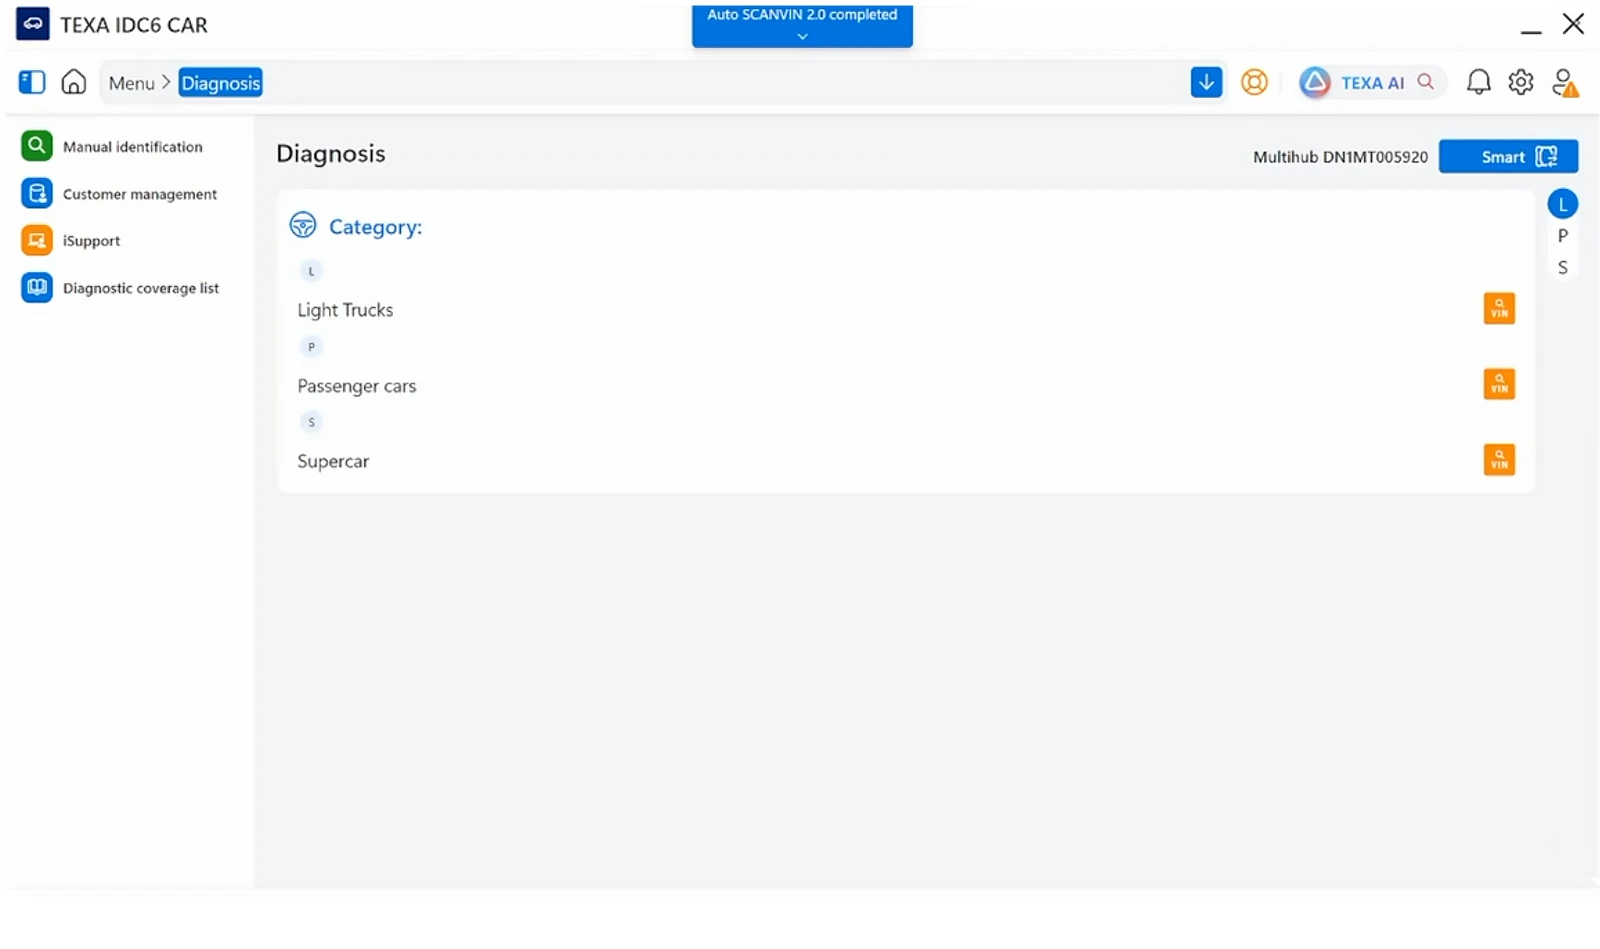 TEXA IDC6 CAR
Auto SCANVIN 2.0 completed
Menu > Diagnosis
TEXA AI
Manual identification
Customer management
iSupport
Diagnostic coverage list
Diagnosis
Multihub DN1MT005920
Smart
Category:
L
Light Trucks
VIN
P
Passenger cars
VIN
S
Supercar
VIN
L
P
S